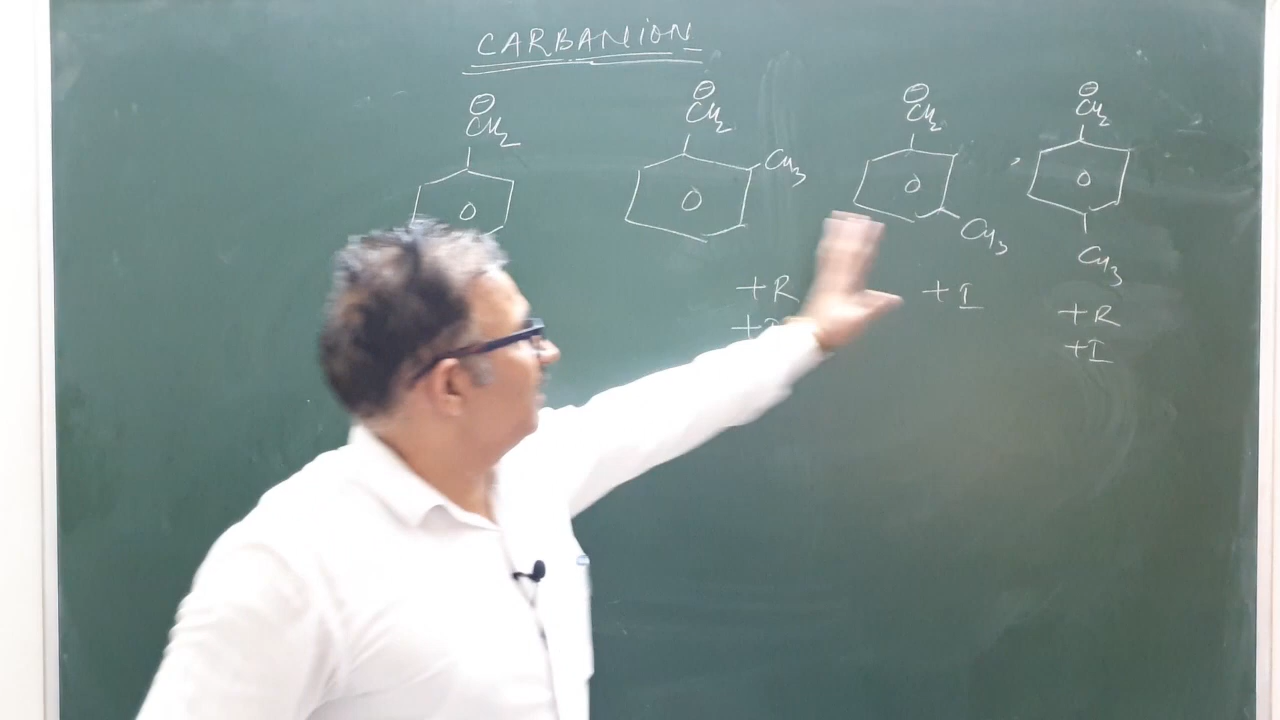 CARBANION
⊖
CH2
⊖
CH2
CH3
+R
⊖
CH2
CH3
+I
⊖
CH2
CH3
+R
+I